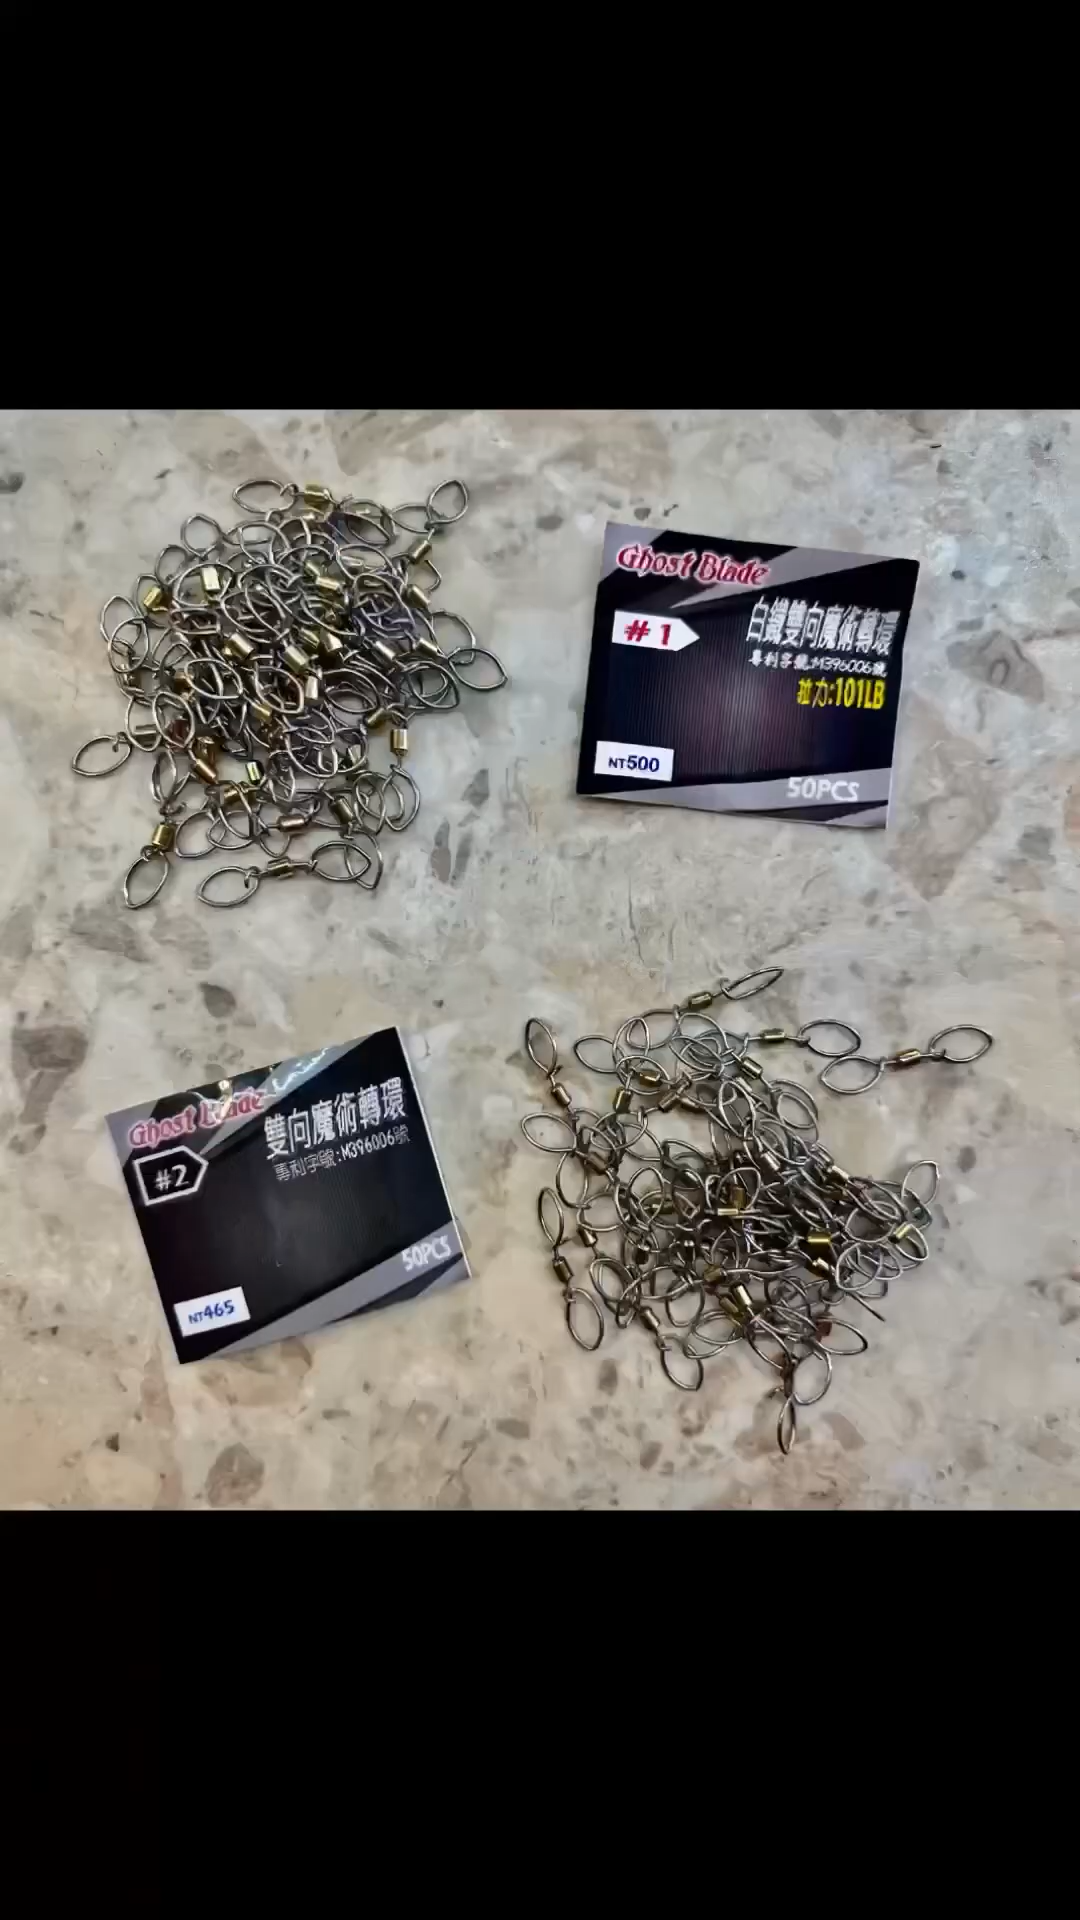 Ghost Blade
#1
白鐵雙向魔術轉環
專利字號:M396006號
拉力:101LB
NT500
50PCS
Ghost Blade
#2
雙向魔術轉環
專利字號:M396006號
50PCS
NT465